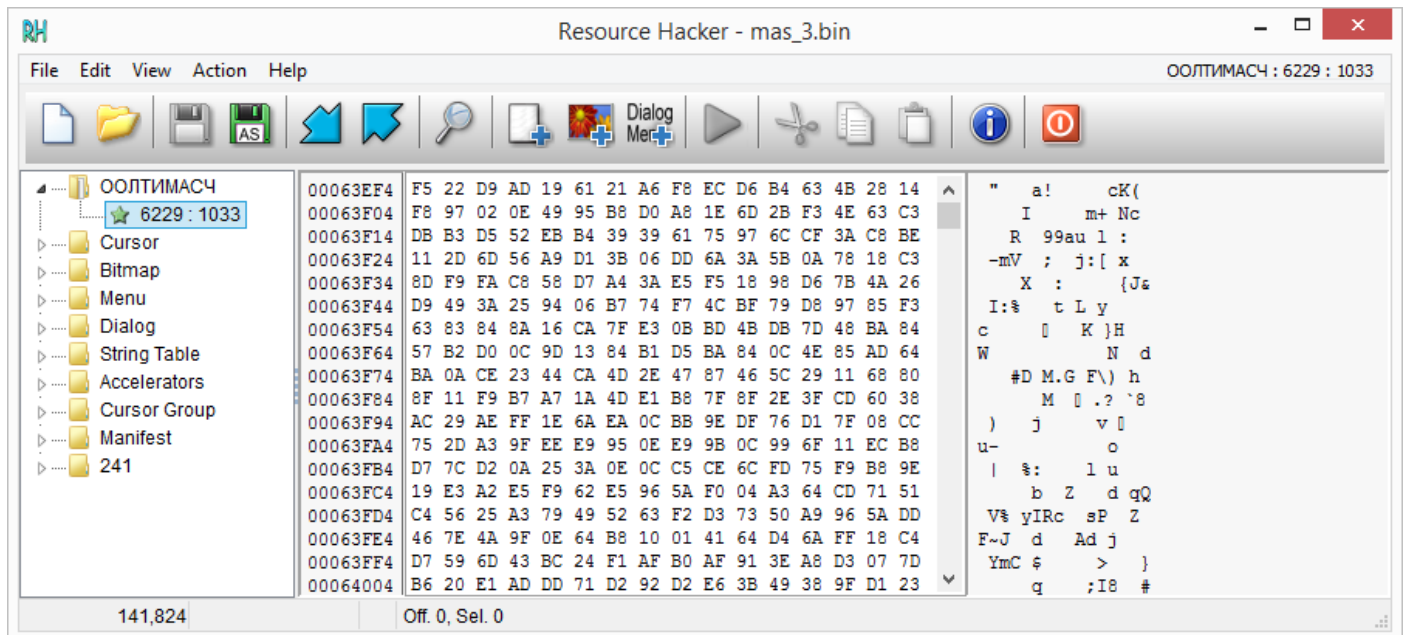 RH
Resource Hacker - mas_3.bin
File Edit View Action Help
ООЛТИМАСЧ : 6229 : 1033
AS
Dialog
Men
ООЛТИМАСЧ
6229 : 1033
Cursor
Bitmap
Menu
Dialog
String Table
Accelerators
Cursor Group
Manifest
241
00063EF4 F5 22 D9 AD 19 61 21 A6 F8 EC D6 B4 63 4B 28 14 " a! cK(
00063F04 F8 97 02 0E 49 95 B8 D0 A8 1E 6D 2B F3 4E 63 C3 I m+ Nc
00063F14 DB B3 D5 52 EB B4 39 39 61 75 97 6C CF 3A C8 BE R 99au l :
00063F24 11 2D 6D 56 A9 D1 3B 06 DD 6A 3A 5B 0A 78 18 C3 -mV ; j:[ x
00063F34 8D F9 FA C8 58 D7 A4 3A E5 F5 18 98 D6 7B 4A 26 X : {J&
00063F44 D9 49 3A 25 94 06 B7 74 F7 4C BF 79 D8 97 85 F3 I:% t L y
00063F54 63 83 84 8A 16 CA 7F E3 0B BD 4B DB 7D 48 BA 84 c ▯ K }H
00063F64 57 B2 D0 0C 9D 13 84 B1 D5 BA 84 0C 4E 85 AD 64 W N d
00063F74 BA 0A CE 23 44 CA 4D 2E 47 87 46 5C 29 11 68 80 #D M.G F\) h
00063F84 8F 11 F9 B7 A7 1A 4D E1 B8 7F 8F 2E 3F CD 60 38 M ▯ .? `8
00063F94 AC 29 AE FF 1E 6A EA 0C BB 9E DF 76 D1 7F 08 CC ) j v ▯
00063FA4 75 2D A3 9F EE E9 95 0E E9 9B 0C 99 6F 11 EC B8 u- o
00063FB4 D7 7C D2 0A 25 3A 0E 0C C5 CE 6C FD 75 F9 B8 9E | %: l u
00063FC4 19 E3 A2 E5 F9 62 E5 96 5A F0 04 A3 64 CD 71 51 b Z d qQ
00063FD4 C4 56 25 A3 79 49 52 63 F2 D3 73 50 A9 96 5A DD V% yIRc sP Z
00063FE4 46 7E 4A 9F 0E 64 B8 10 01 41 64 D4 6A FF 18 C4 F~J d Ad j
00063FF4 D7 59 6D 43 BC 24 F1 AF B0 AF 91 3E A8 D3 07 7D YmC $ > }
00064004 B6 20 E1 AD DD 71 D2 92 D2 E6 3B 49 38 9F D1 23 q ;I8 #
141,824
Off. 0, Sel. 0